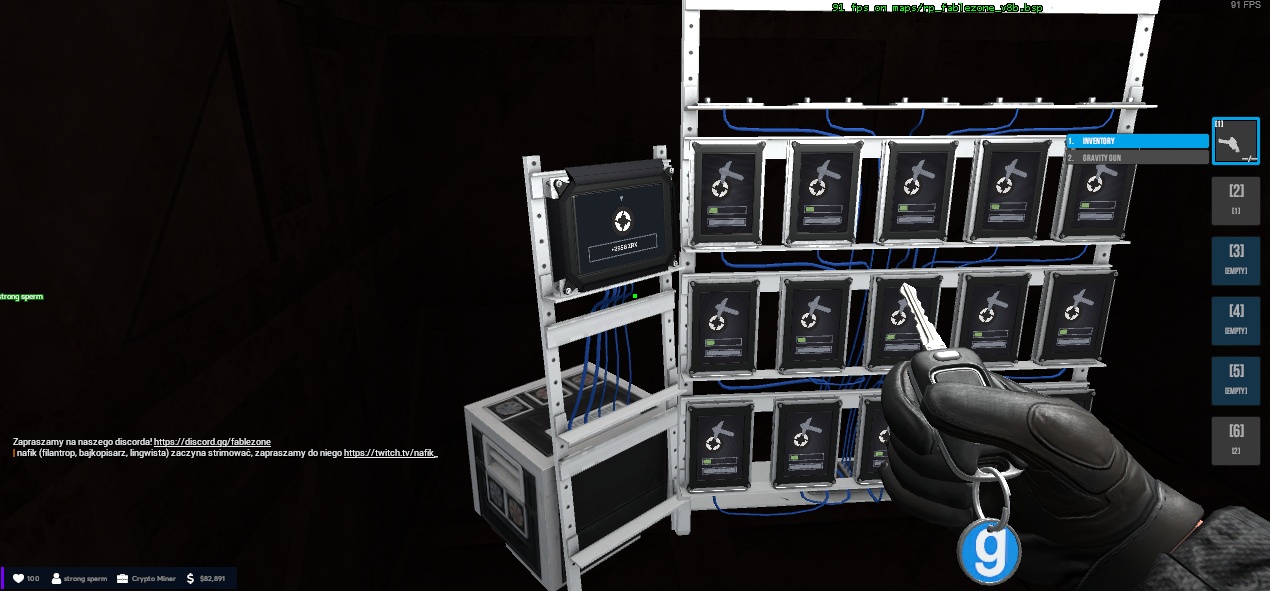 91 fps on maps/rp_fablezone_v8b.bsp
91 FPS
[1]
1. INVENTORY
2. GRAVITY GUN
-/-
[2]
[1]
[3]
[EMPTY]
strong sperm
[4]
[EMPTY]
[5]
[EMPTY]
[6]
[2]
Zapraszamy na naszego discorda! https://discord.gg/fablezone
| nafik (filantrop, bajkopisarz, lingwista) zaczyna strimować, zapraszamy do niego https://twitch.tv/nafik_
g
100 strong sperm Crypto Miner $ $82,891